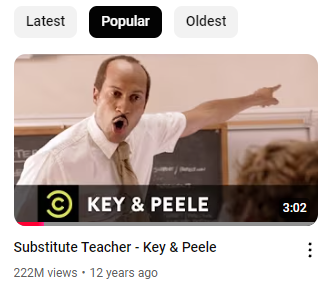 Latest
Popular
Oldest
KEY & PEELE
3:02
Substitute Teacher - Key & Peele
222M views • 12 years ago